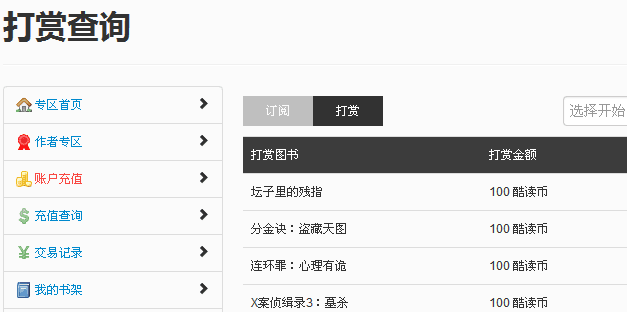 打赏查询
专区首页
作者专区
账户充值
充值查询
交易记录
我的书架
订阅 打赏 选择开始
打赏图书 打赏金额
坛子里的残指 100 酷读币
分金诀：盗藏天图 100 酷读币
连环罪：心理有诡 100 酷读币
X案侦缉录3：墓杀 100 酷读币